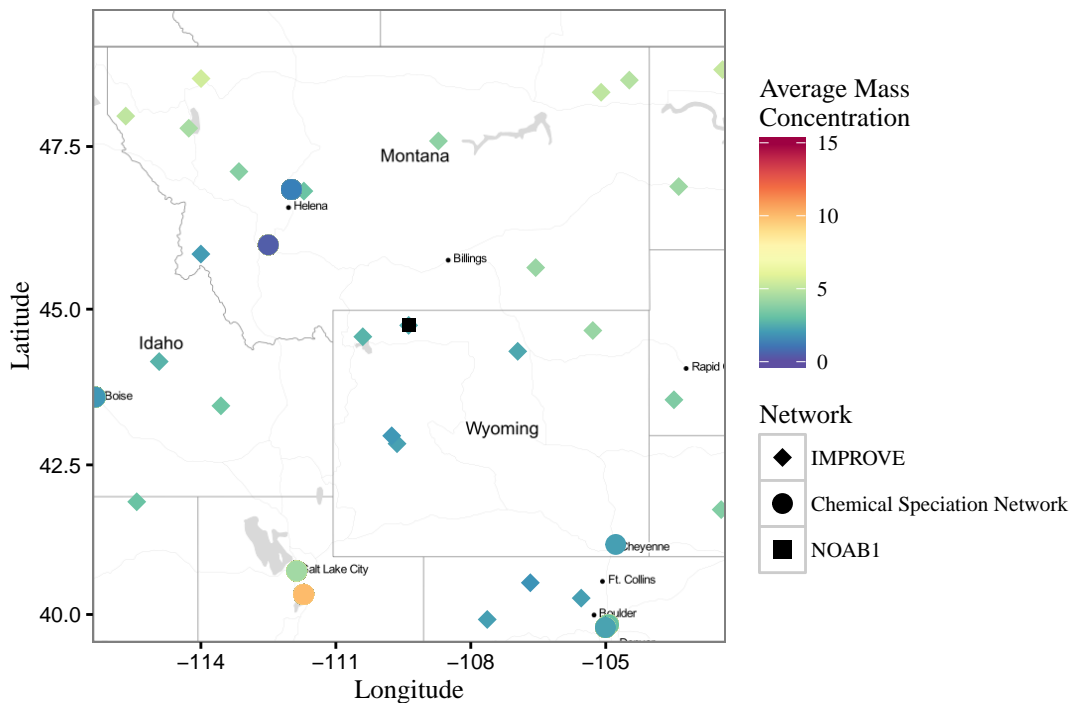 Average Mass
Concentration
15
10
5
0
Network
IMPROVE
Chemical Speciation Network
NOAB1
Latitude
47.5
45.0
42.5
40.0
Montana
Helena
Billings
Idaho
Rapid
Boise
Wyoming
Cheyenne
Salt Lake City
Ft. Collins
Boulder
−114
−111
−108
−105
Longitude